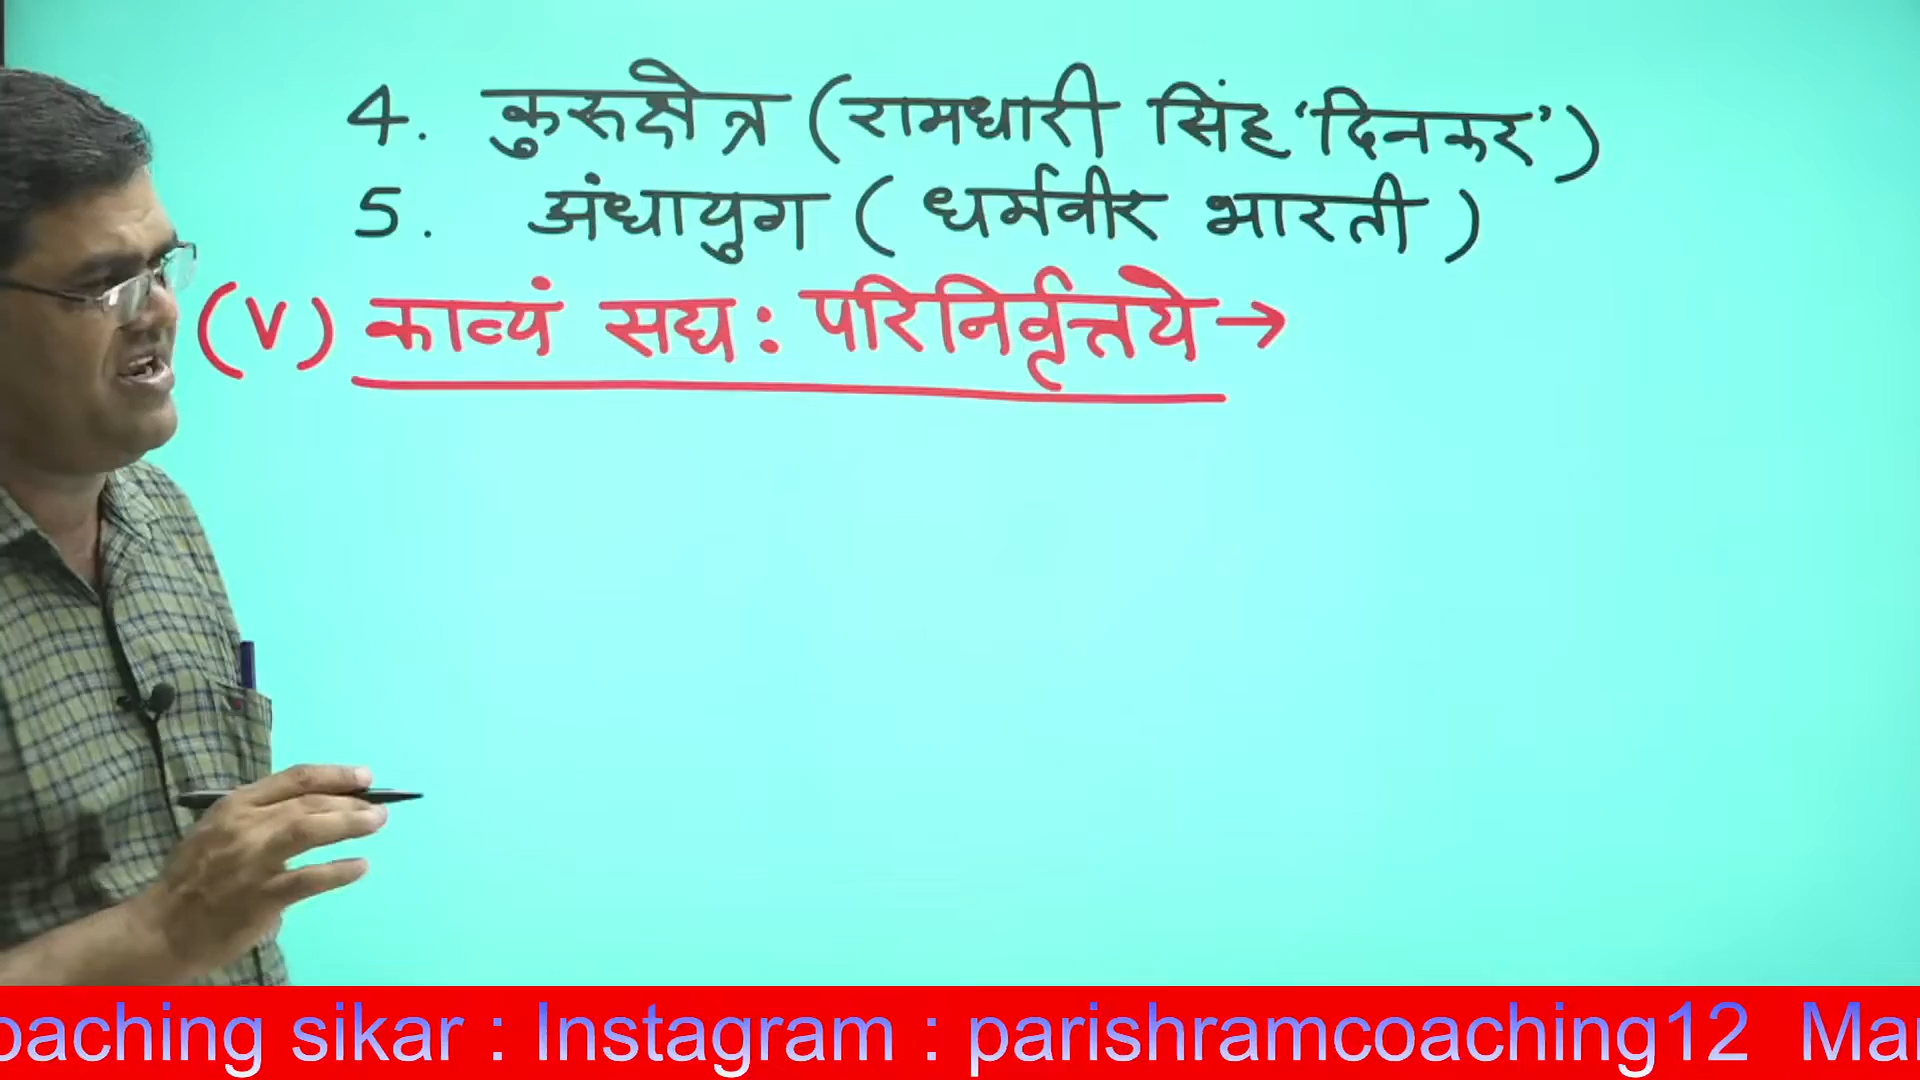 4. कुरुक्षेत्र (रामधारी सिंह ‘दिनकर’)
5. अंधायुग (धर्मवीर भारती)
(v) काव्यं सद्य: परिनिर्वृत्तये →
oaching sikar : Instagram : parishramcoaching12 Ma